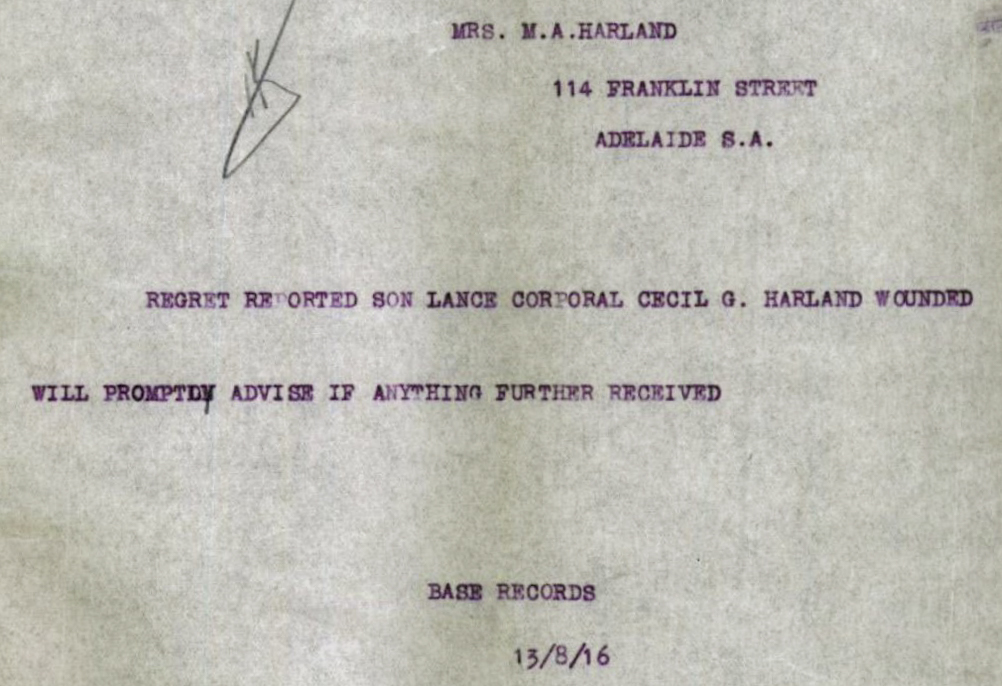 MRS. M.A.HARLAND
114 FRANKLIN STREET
ADELAIDE S.A.
REGRET REPORTED SON LANCE CORPORAL CECIL G. HARLAND WOUNDED
WILL PROMPTLY ADVISE IF ANYTHING FURTHER RECEIVED
BASE RECORDS
13/8/16